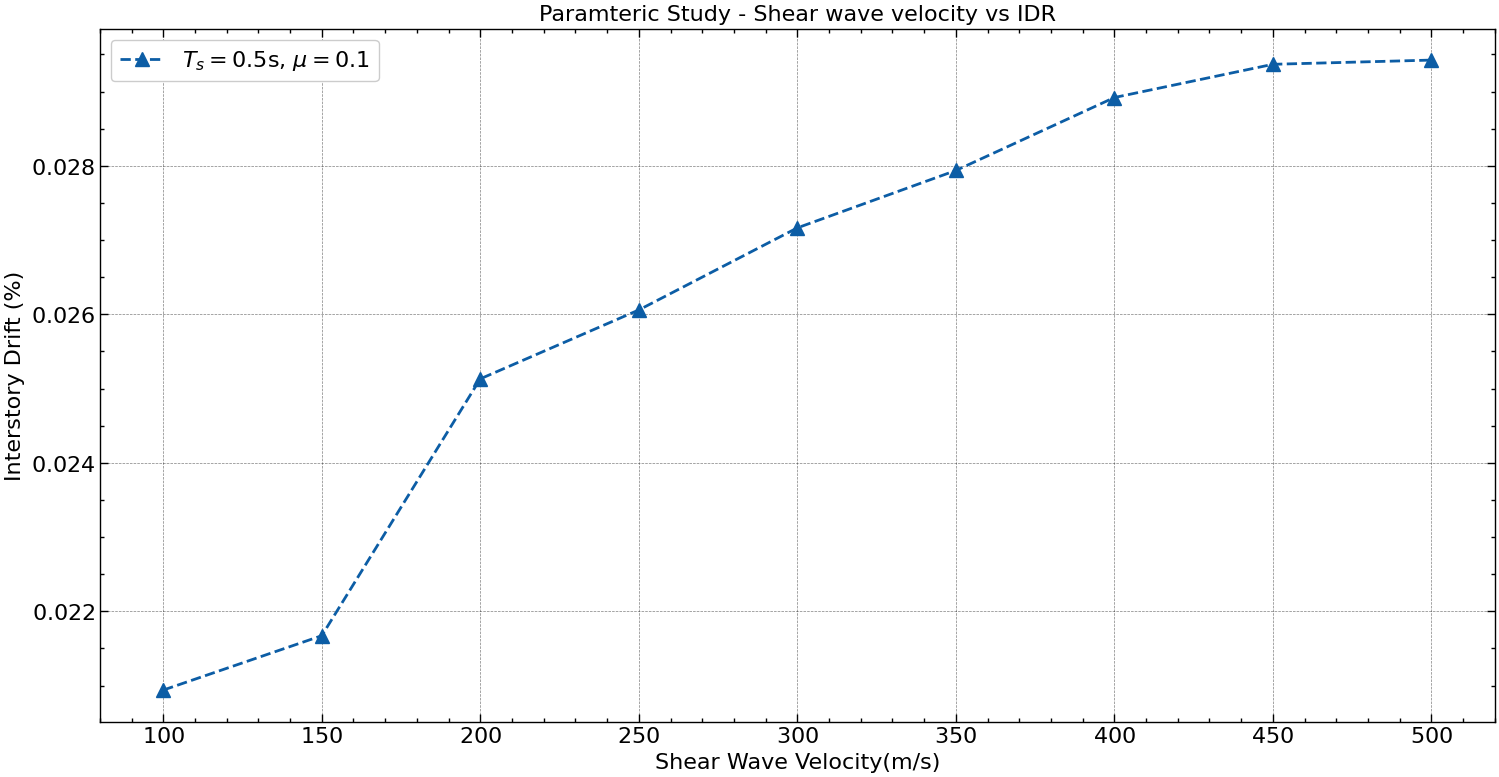 Paramteric Study - Shear wave velocity vs IDR
T_s = 0.5s, μ = 0.1
Interstory Drift (%)
0.028
0.026
0.024
0.022
100 150 200 250 300 350 400 450 500
Shear Wave Velocity(m/s)